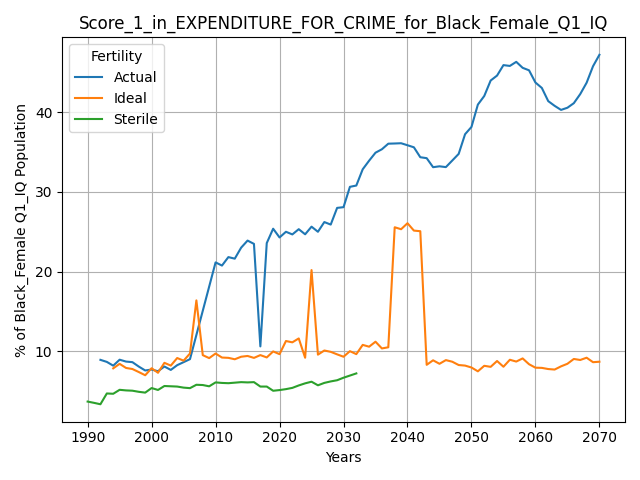 Score_1_in_EXPENDITURE_FOR_CRIME_for_Black_Female_Q1_IQ
Fertility
Actual
Ideal
Sterile
% of Black_Female Q1_IQ Population
40
30
20
10
1990 2000 2010 2020 2030 2040 2050 2060 2070
Years